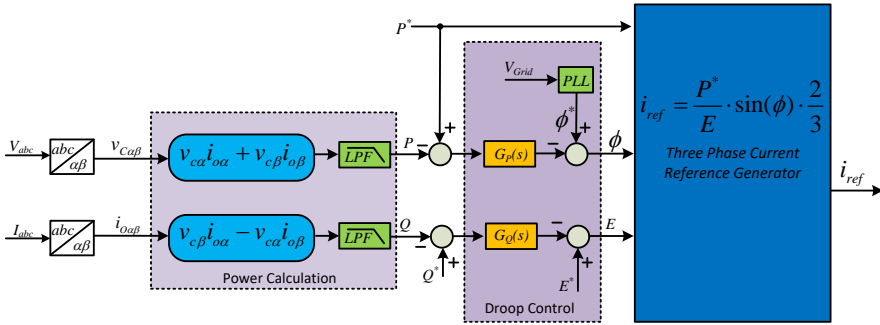 P*
V_Grid
PLL
ϕ*
V_abc
abc
αβ
v_Cαβ
v_cα i_oα + v_cβ i_oβ
LPF
P
−
+
G_P(s)
−
+
ϕ
i_ref = P*/E · sin(ϕ) · 2/3
Three Phase Current
Reference Generator
i_ref
I_abc
abc
αβ
i_Oαβ
v_cβ i_oα − v_cα i_oβ
LPF
Q
−
+
Q*
G_Q(s)
−
+
E*
E
Power Calculation
Droop Control